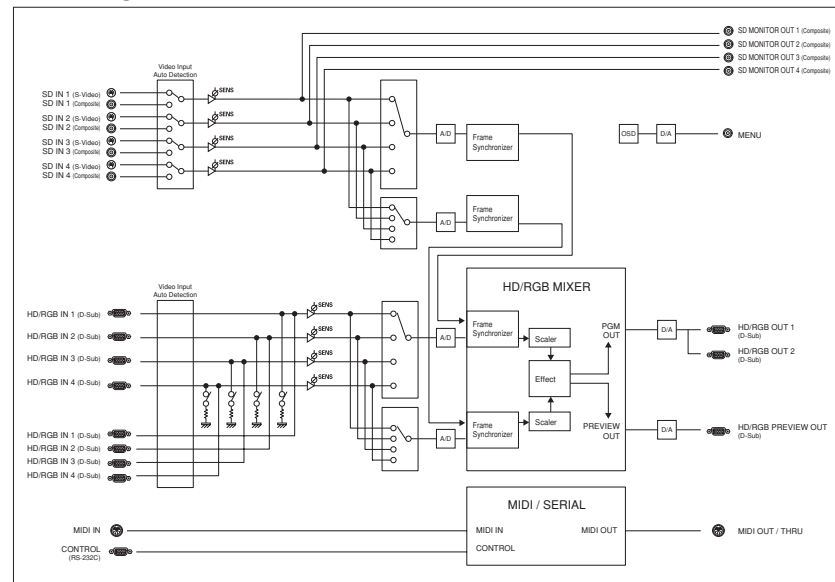 SD MONITOR OUT 1 (Composite)
SD MONITOR OUT 2 (Composite)
SD MONITOR OUT 3 (Composite)
SD MONITOR OUT 4 (Composite)
Video Input
Auto Detection
SENS
SD IN 1 (S-Video)
SD IN 1 (Composite)
SENS
SD IN 2 (S-Video)
SD IN 2 (Composite)
SENS
SD IN 3 (S-Video)
SD IN 3 (Composite)
SENS
SD IN 4 (S-Video)
SD IN 4 (Composite)
A/D
Frame
Synchronizer
OSD
D/A
MENU
A/D
Frame
Synchronizer
Video Input
Auto Detection
HD/RGB MIXER
HD/RGB IN 1 (D-Sub)
SENS
HD/RGB IN 2 (D-Sub)
SENS
HD/RGB IN 3 (D-Sub)
SENS
HD/RGB IN 4 (D-Sub)
SENS
A/D
Frame
Synchronizer
Scaler
PGM
OUT
D/A
HD/RGB OUT 1
(D-Sub)
HD/RGB OUT 2
(D-Sub)
Effect
HD/RGB IN 1 (D-Sub)
HD/RGB IN 2 (D-Sub)
HD/RGB IN 3 (D-Sub)
HD/RGB IN 4 (D-Sub)
A/D
Frame
Synchronizer
Scaler
PREVIEW
OUT
D/A
HD/RGB PREVIEW OUT
(D-Sub)
MIDI / SERIAL
MIDI IN
MIDI IN
MIDI OUT
MIDI OUT / THRU
CONTROL
(RS-232C)
CONTROL